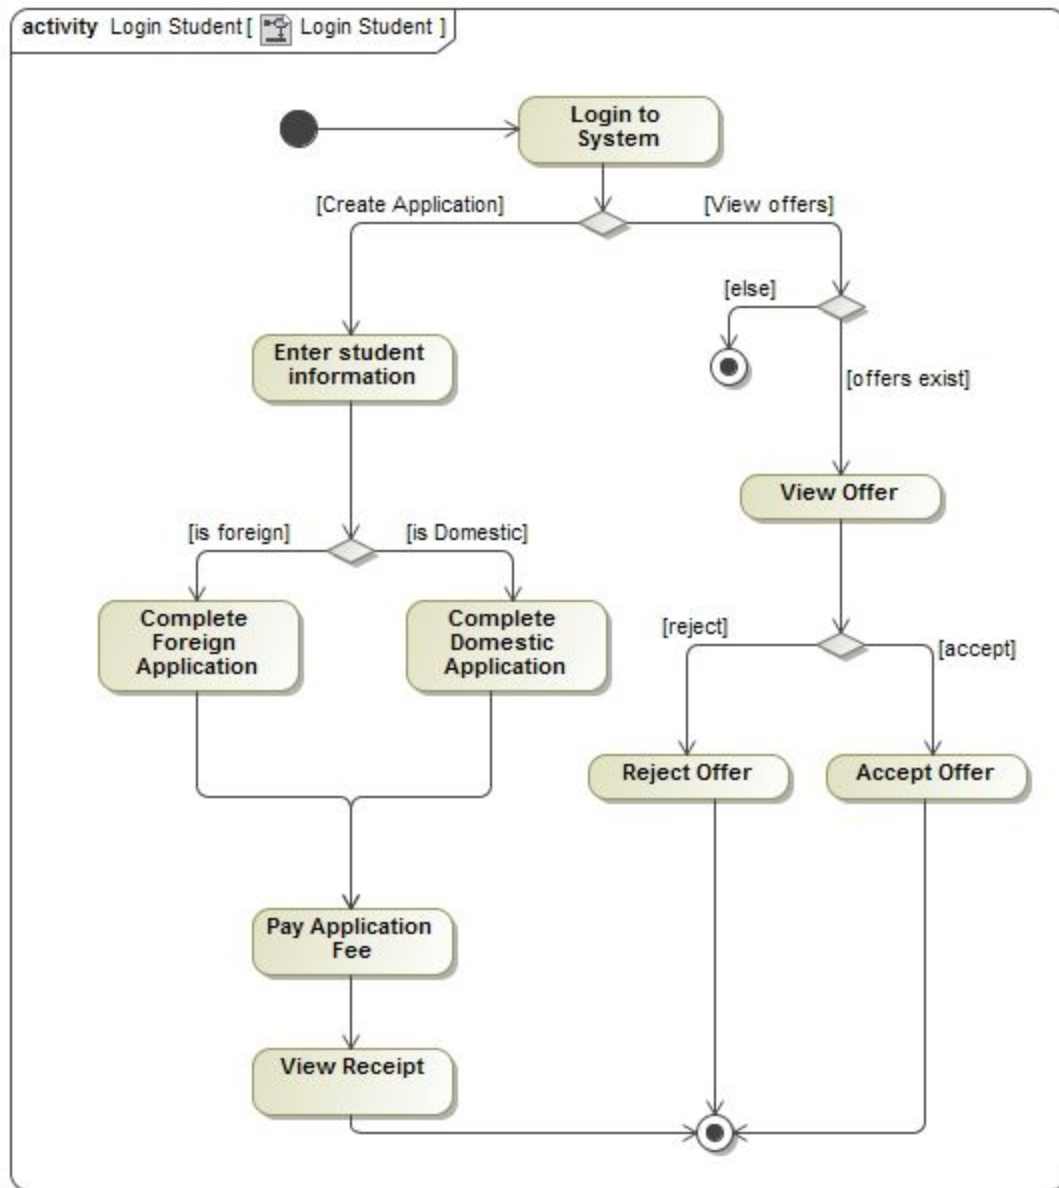 activity Login Student [ Login Student ]
Login to
System
[Create Application]
[View offers]
[else]
Enter student
information
[offers exist]
View Offer
[is foreign]
[is Domestic]
Complete
Foreign
Application
Complete
Domestic
Application
[reject]
[accept]
Reject Offer
Accept Offer
Pay Application
Fee
View Receipt